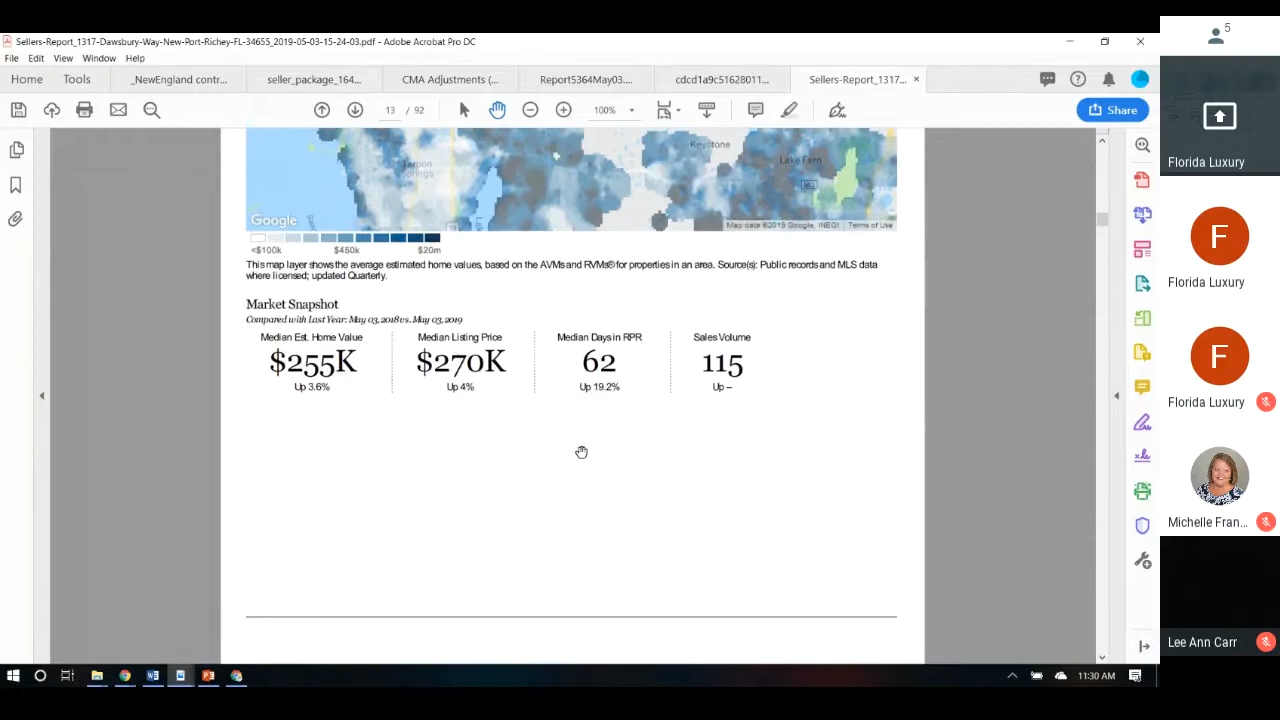 Sellers-Report_1317-Dawsbury-Way-New-Port-Richey-FL-34655_2019-05-03-15-24-03.pdf - Adobe Acrobat Pro DC
5
File Edit View Window Help
Home Tools _NewEngland contr... seller_package_164... CMA Adjustments (... Report5364May03.... cdcd1a9c51628011... Sellers-Report_1317... ×
13 / 92 100% Share
Florida Luxury
Keystone
Lake Fern
Tarpon
Springs
Google
Map data ©2019 Google, INEGI Terms of Use
<$100k $450k $20m
This map layer shows the average estimated home values, based on the AVMs and RVMs® for properties in an area. Source(s): Public records and MLS data
where licensed; updated Quarterly.
Market Snapshot
Compared with Last Year: May 03, 2018 vs. May 03, 2019
Median Est. Home Value Median Listing Price Median Days in RPR Sales Volume
$255K $270K 62 115
Up 3.6% Up 4% Up 19.2% Up –
F
Florida Luxury
F
Florida Luxury
Michelle Fran...
Lee Ann Carr
11:30 AM